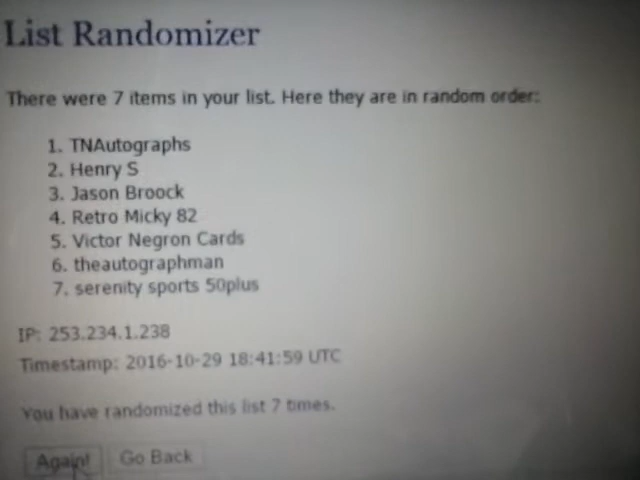 List Randomizer
There were 7 items in your list. Here they are in random order:
1. TNAutographs
2. Henry S
3. Jason Broock
4. Retro Micky 82
5. Victor Negron Cards
6. theautographman
7. serenity sports 50plus
IP: 253.234.1.238
Timestamp: 2016-10-29 18:41:59 UTC
You have randomized this list 7 times.
Again! Go Back